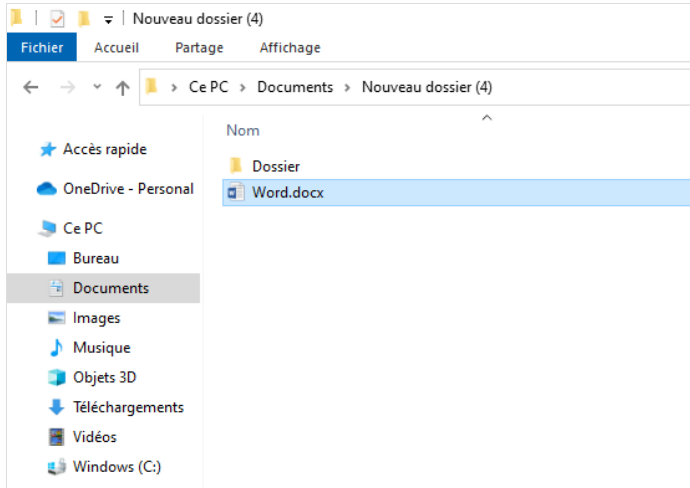 Nouveau dossier (4)
Fichier Accueil Partage Affichage
Ce PC Documents Nouveau dossier (4)
Nom
Accès rapide
Dossier
OneDrive - Personal
Word.docx
Ce PC
Bureau
Documents
Images
Musique
Objets 3D
Téléchargements
Vidéos
Windows (C:)